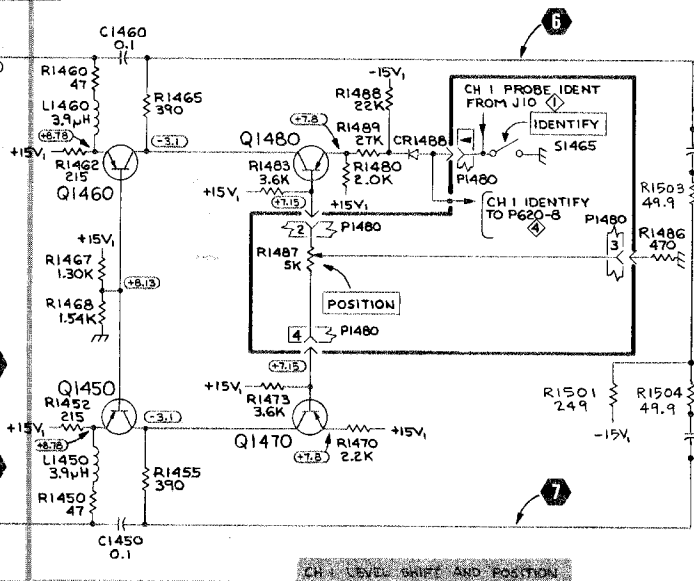 C1460
0.1
6
R1460
47
L1460
3.9µH
+8.78
+15V₁
R1462
215
Q1460
R1465
390
-3.1
Q1480
+7.8
-15V₁
R1488
22K
R1489
27K
CR1488
R1483
3.6K
+15V₁
+7.15
R1480
2.0K
+15V₁
CH 1 PROBE IDENT
FROM J10 1
IDENTIFY
S1465
P1480
CH 1 IDENTIFY
TO P620-8
4
R1503
49.9
2 P1480
R1487
5K
POSITION
P1480
3
R1486
470
+15V₁
R1467
1.30K
+8.13
R1468
1.54K
4 P1480
+7.15
Q1450
R1452
215
+15V₁
+8.78
-3.1
+15V₁
R1473
3.6K
Q1470
+7.8
R1470
2.2K
+15V₁
L1450
3.9µH
R1450
47
R1455
390
R1501
249
-15V₁
R1504
49.9
7
C1450
0.1
CH 1 LEVEL SHIFT AND POSITION